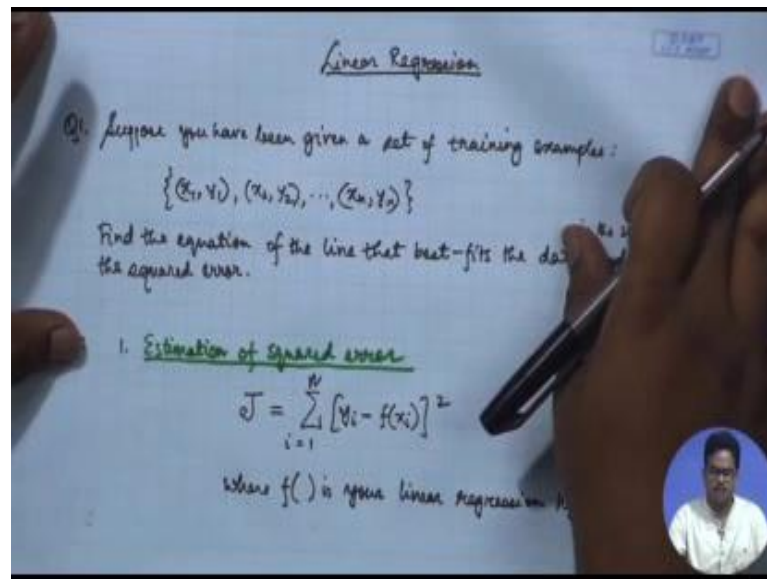 Linear Regression
Q1. Suppose you have been given a set of training examples:
{(x₁, y₁), (x₂, y₂), ..., (xₙ, yₙ)}
Find the equation of the line that best-fits the
the squared error.
1. Estimation of squared error
J = Σᵢ₌₁ᴺ [yᵢ - f(xᵢ)]²
where f( ) is your linear regression